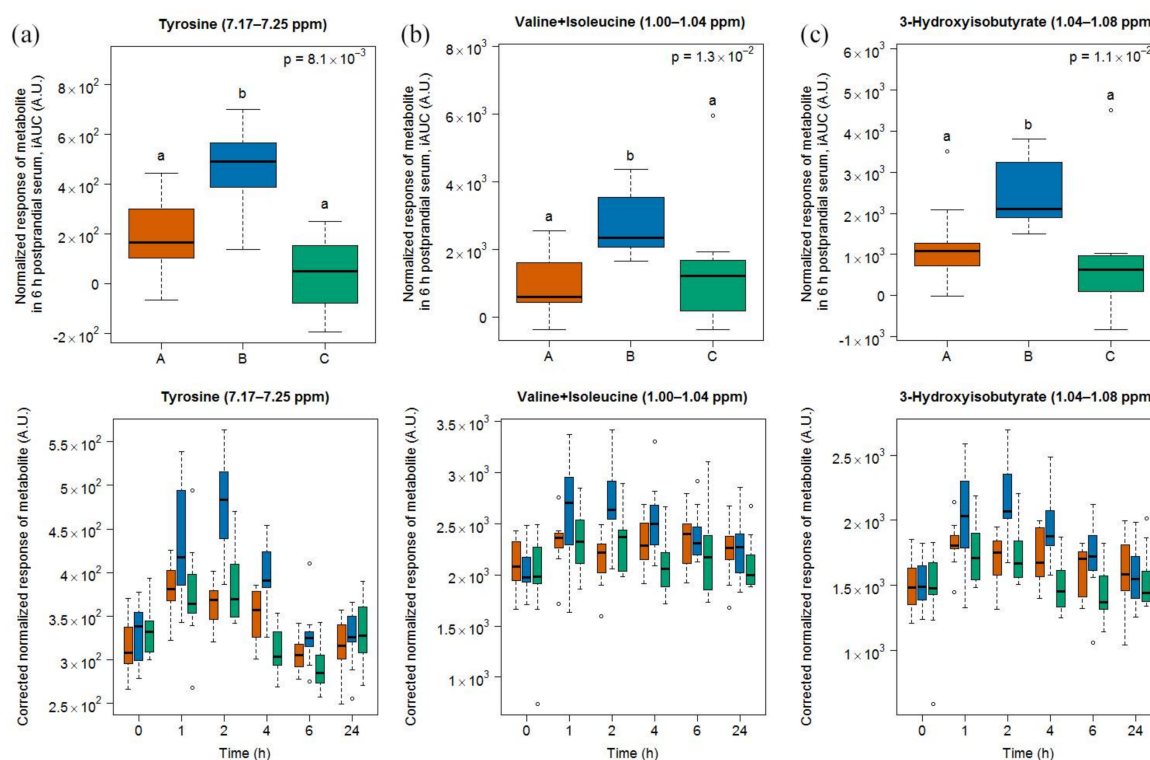 (a)
Tyrosine (7.17–7.25 ppm)
p = 8.1 × 10⁻³
Normalized response of metabolite
in 6 h postprandial serum, iAUC (A.U.)
8 × 10²
6 × 10²
4 × 10²
2 × 10²
0
-2 × 10²
a
b
a
A B C
(b)
Valine+Isoleucine (1.00–1.04 ppm)
p = 1.3 × 10⁻²
Normalized response of metabolite
in 6 h postprandial serum, iAUC (A.U.)
8 × 10³
6 × 10³
4 × 10³
2 × 10³
0
a
b
a
A B C
(c)
3-Hydroxyisobutyrate (1.04–1.08 ppm)
p = 1.1 × 10⁻²
Normalized response of metabolite
in 6 h postprandial serum, iAUC (A.U.)
6 × 10³
5 × 10³
4 × 10³
3 × 10³
2 × 10³
1 × 10³
0
-1 × 10³
a
b
a
A B C
Tyrosine (7.17–7.25 ppm)
Corrected normalized response of metabolite (A.U.)
5.5 × 10²
5 × 10²
4.5 × 10²
4 × 10²
3.5 × 10²
3 × 10²
2.5 × 10²
0 1 2 4 6 24
Time (h)
Valine+Isoleucine (1.00–1.04 ppm)
Corrected normalized response of metabolite (A.U.)
3.5 × 10³
3 × 10³
2.5 × 10³
2 × 10³
1.5 × 10³
1 × 10³
0 1 2 4 6 24
Time (h)
3-Hydroxyisobutyrate (1.04–1.08 ppm)
Corrected normalized response of metabolite (A.U.)
2.5 × 10³
2 × 10³
1.5 × 10³
1 × 10³
0 1 2 4 6 24
Time (h)